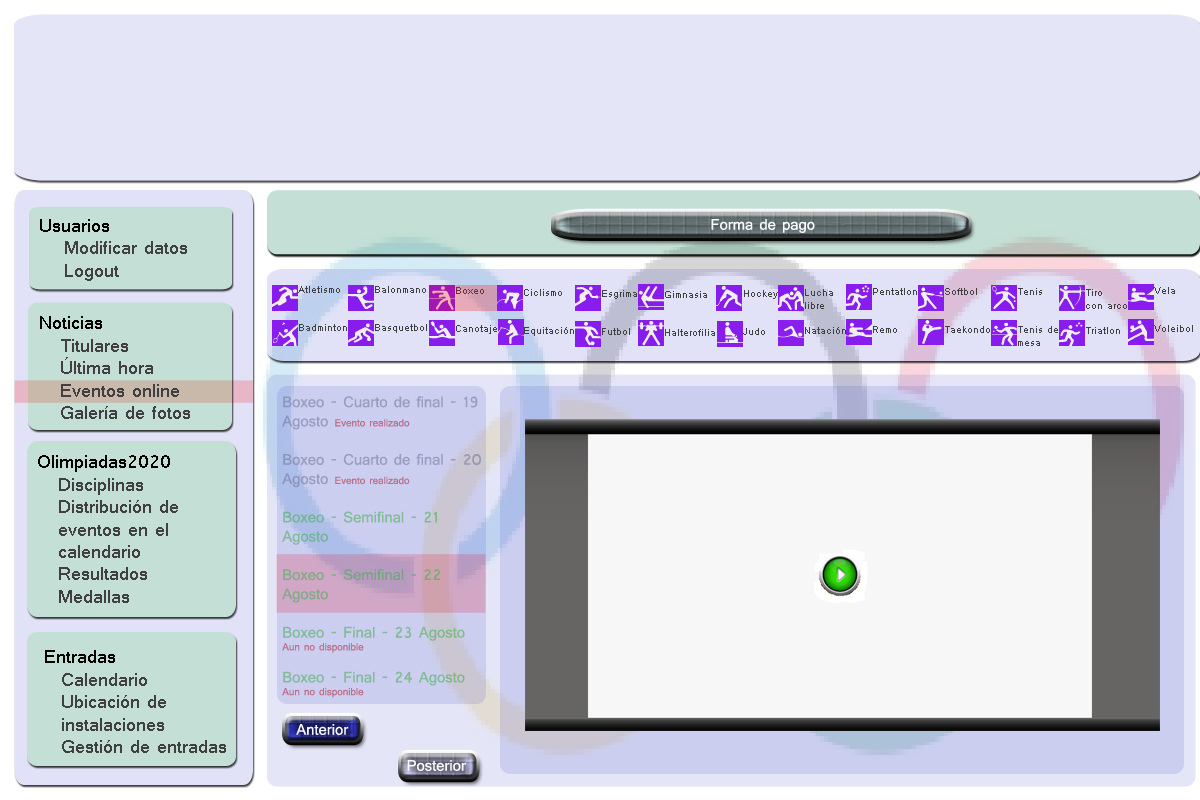 Usuarios
Modificar datos
Logout
Noticias
Titulares
Última hora
Eventos online
Galería de fotos
Olimpiadas2020
Disciplinas
Distribución de
eventos en el
calendario
Resultados
Medallas
Entradas
Calendario
Ubicación de
instalaciones
Gestión de entradas
Forma de pago
Atletismo
Balonmano
Boxeo
Ciclismo
Esgrima
Gimnasia
Hockey
Lucha
libre
Pentatlon
Softbol
Tenis
Tiro
con arco
Vela
Badminton
Basquetbol
Canotaje
Equitación
Futbol
Halterofilia
Judo
Natación
Remo
Taekondo
Tenis de
mesa
Triatlon
Voleibol
Boxeo - Cuarto de final - 19
Agosto Evento realizado
Boxeo - Cuarto de final - 20
Agosto Evento realizado
Boxeo - Semifinal - 21
Agosto
Boxeo - Semifinal - 22
Agosto
Boxeo - Final - 23 Agosto
Aun no disponible
Boxeo - Final - 24 Agosto
Aun no disponible
Anterior
Posterior